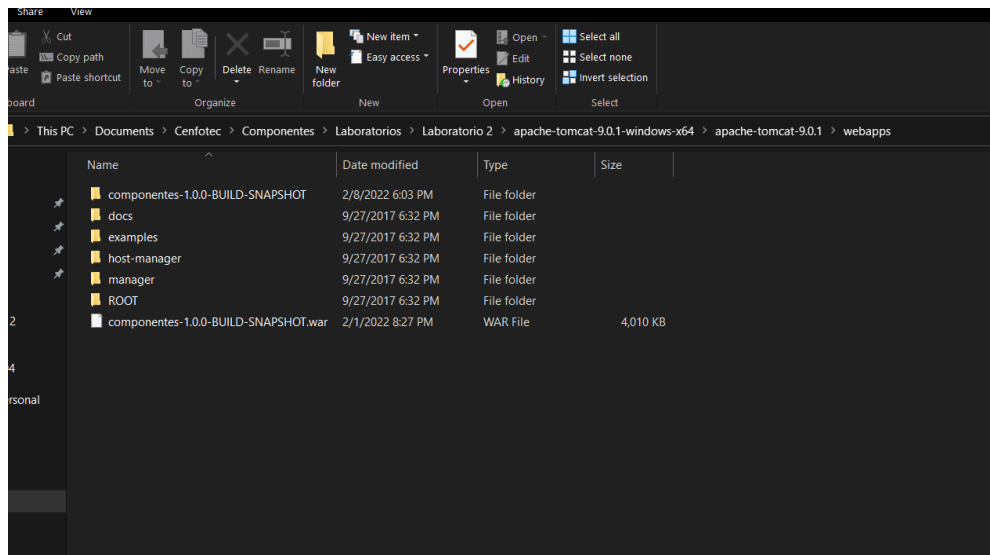 Share View
Cut
Copy path
Paste shortcut
Move to
Copy to
Delete
Rename
New folder
New item
Easy access
Properties
Open
Edit
History
Select all
Select none
Invert selection
Organize
New
Open
Select
This PC > Documents > Cenfotec > Componentes > Laboratorios > Laboratorio 2 > apache-tomcat-9.0.1-windows-x64 > apache-tomcat-9.0.1 > webapps
Name Date modified Type Size
componentes-1.0.0-BUILD-SNAPSHOT 2/8/2022 6:03 PM File folder
docs 9/27/2017 6:32 PM File folder
examples 9/27/2017 6:32 PM File folder
host-manager 9/27/2017 6:32 PM File folder
manager 9/27/2017 6:32 PM File folder
ROOT 9/27/2017 6:32 PM File folder
2
componentes-1.0.0-BUILD-SNAPSHOT.war 2/1/2022 8:27 PM WAR File 4,010 KB